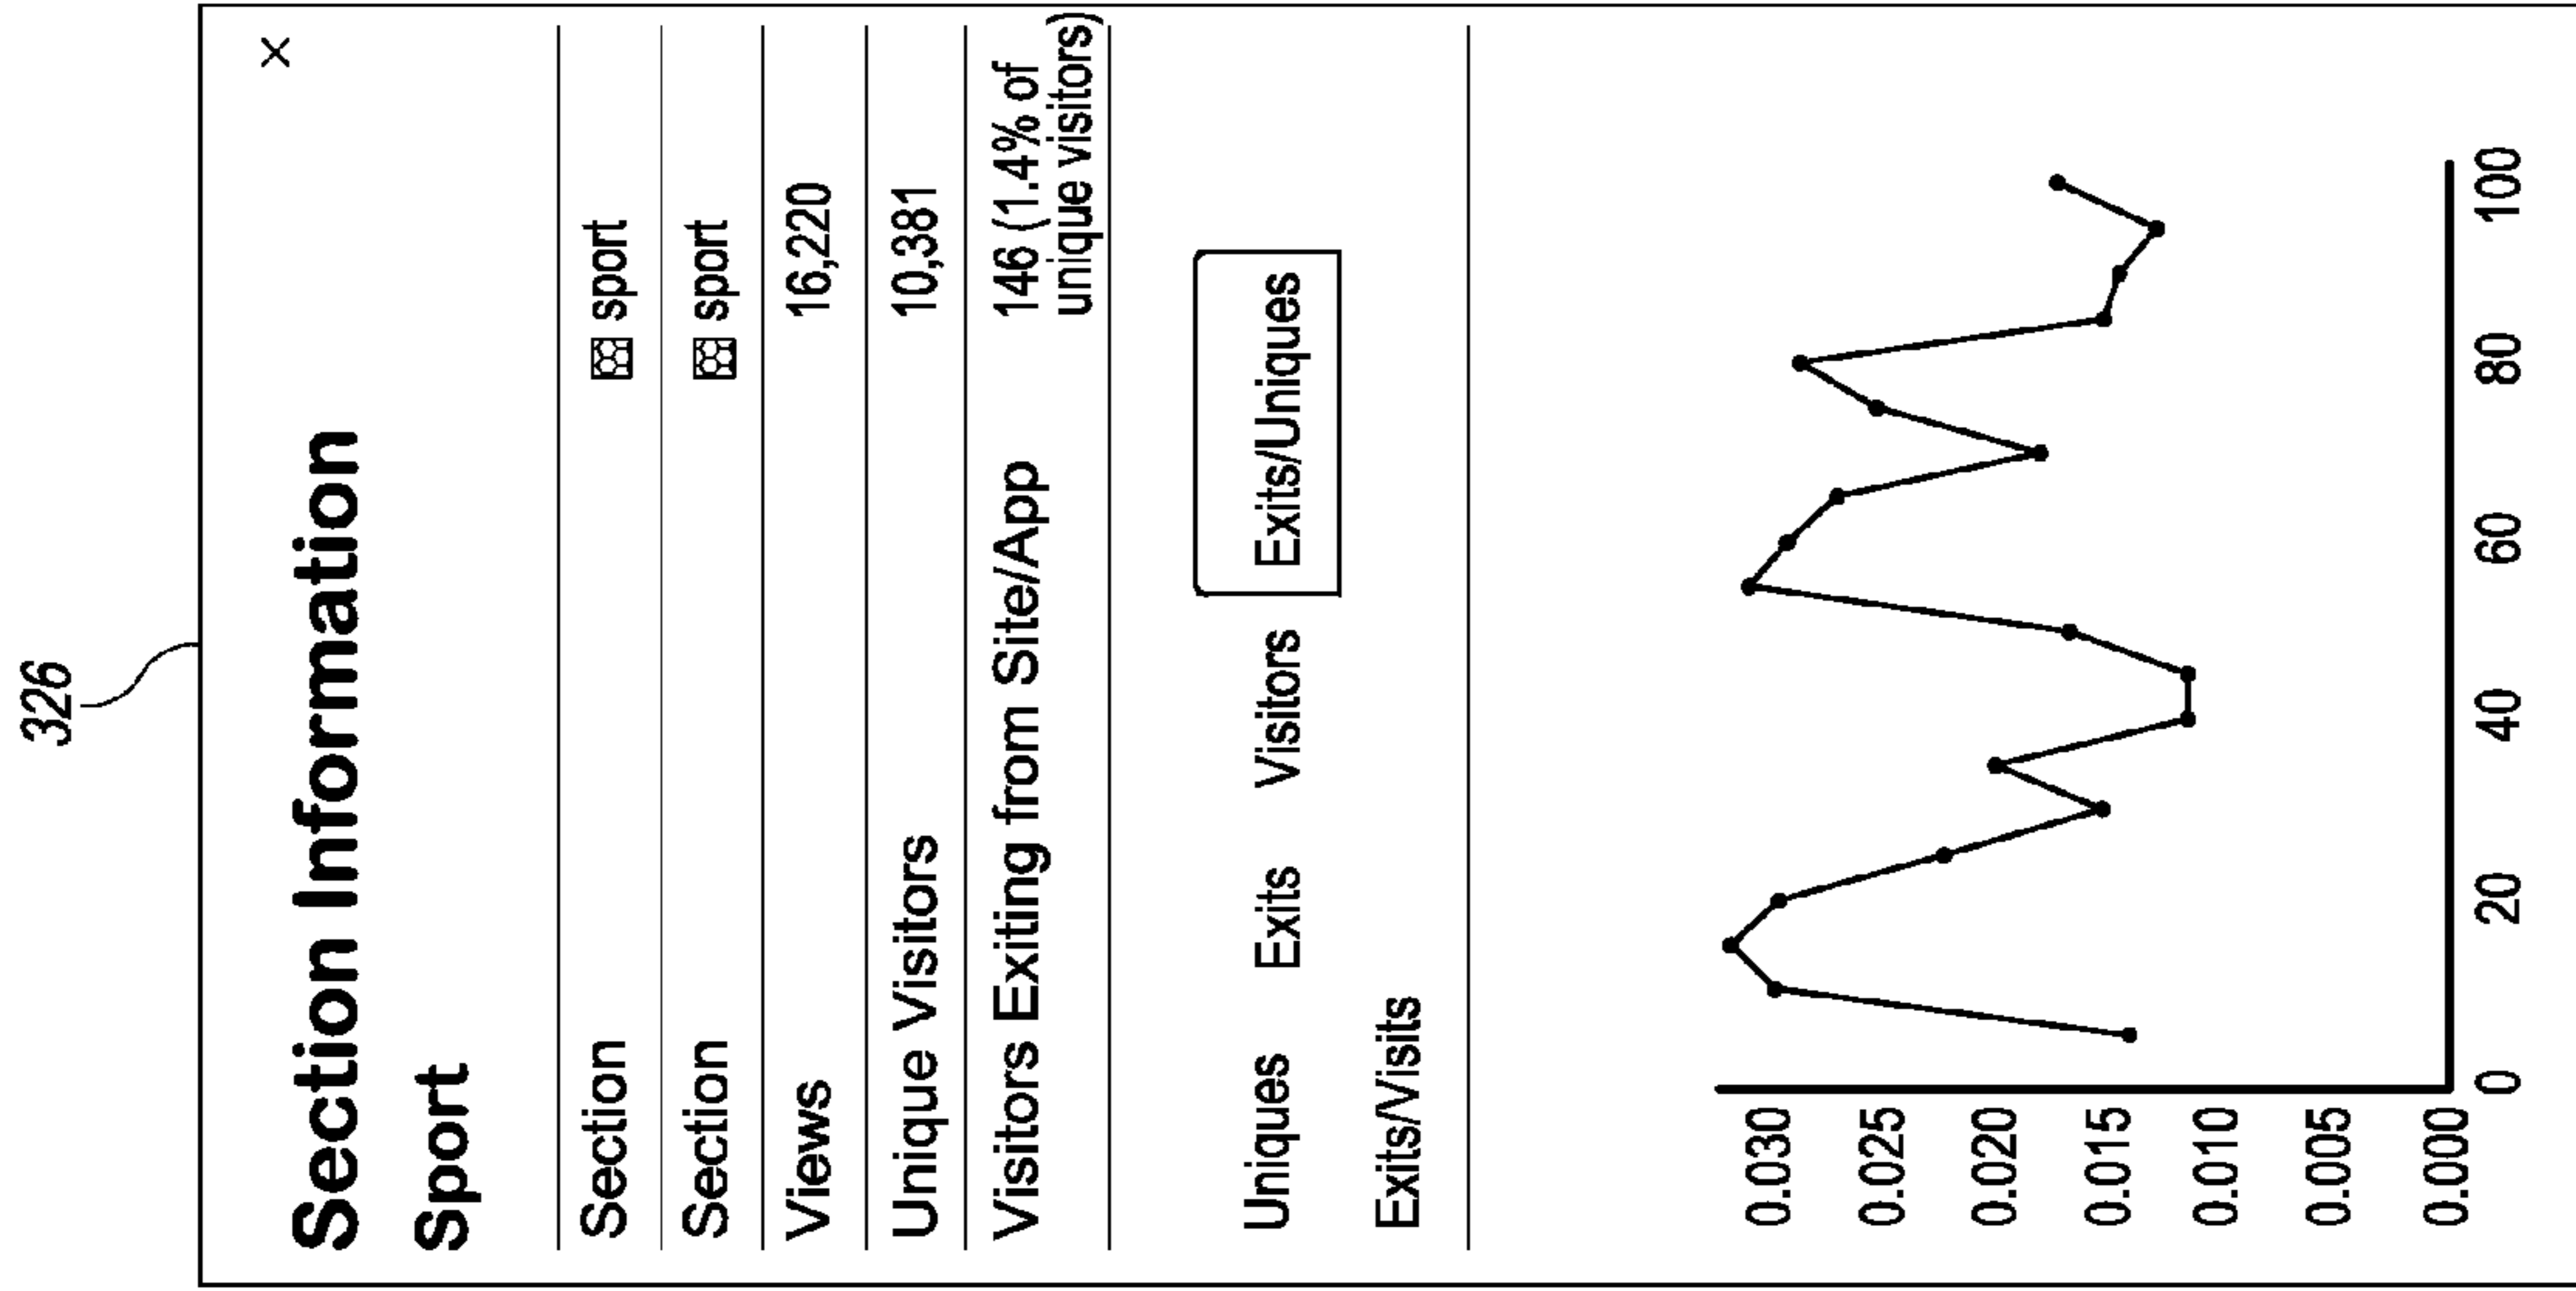 326
Section Information
×
Sport
Section sport
Section sport
Views 16,220
Unique Visitors 10,381
Visitors Exiting from Site/App 146 (1.4% of
unique visitors)
Uniques Exits Visitors Exits/Uniques
Exits/Visits
0.030
0.025
0.020
0.015
0.010
0.005
0.000
0 20 40 60 80 100